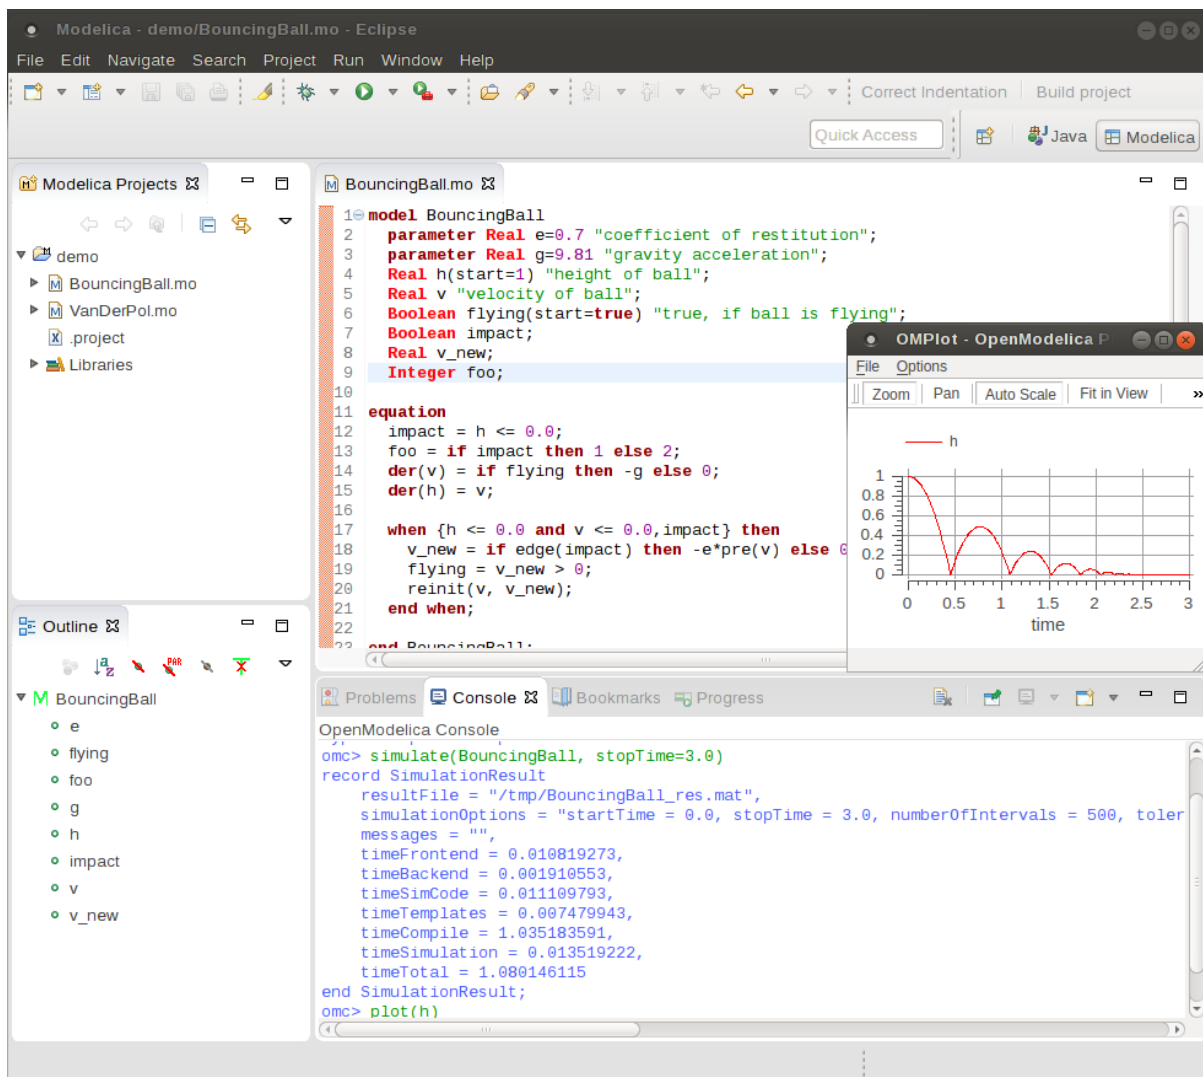 Modelica - demo/BouncingBall.mo - Eclipse
File Edit Navigate Search Project Run Window Help
Correct Indentation Build project
Quick Access Java Modelica
Modelica Projects
demo
BouncingBall.mo
VanDerPol.mo
.project
Libraries
BouncingBall.mo
1 model BouncingBall
2 parameter Real e=0.7 "coefficient of restitution";
3 parameter Real g=9.81 "gravity acceleration";
4 Real h(start=1) "height of ball";
5 Real v "velocity of ball";
6 Boolean flying(start=true) "true, if ball is flying";
7 Boolean impact;
8 Real v_new;
9 Integer foo;
10
11 equation
12 impact = h <= 0.0;
13 foo = if impact then 1 else 2;
14 der(v) = if flying then -g else 0;
15 der(h) = v;
16
17 when {h <= 0.0 and v <= 0.0,impact} then
18 v_new = if edge(impact) then -e*pre(v) else 0
19 flying = v_new > 0;
20 reinit(v, v_new);
21 end when;
22
23 end BouncingBall;
OMPlot - OpenModelica P
File Options
Zoom Pan Auto Scale Fit in View »
h
1
0.8
0.6
0.4
0.2
0
0 0.5 1 1.5 2 2.5 3
time
Outline
PAR
BouncingBall
e
flying
foo
g
h
impact
v
v_new
Problems Console Bookmarks Progress
OpenModelica Console
omc> simulate(BouncingBall, stopTime=3.0)
record SimulationResult
resultFile = "/tmp/BouncingBall_res.mat",
simulationOptions = "startTime = 0.0, stopTime = 3.0, numberOfIntervals = 500, toler
messages = "",
timeFrontend = 0.010819273,
timeBackend = 0.001910553,
timeSimCode = 0.011109793,
timeTemplates = 0.007479943,
timeCompile = 1.035183591,
timeSimulation = 0.013519222,
timeTotal = 1.080146115
end SimulationResult;
omc> plot(h)